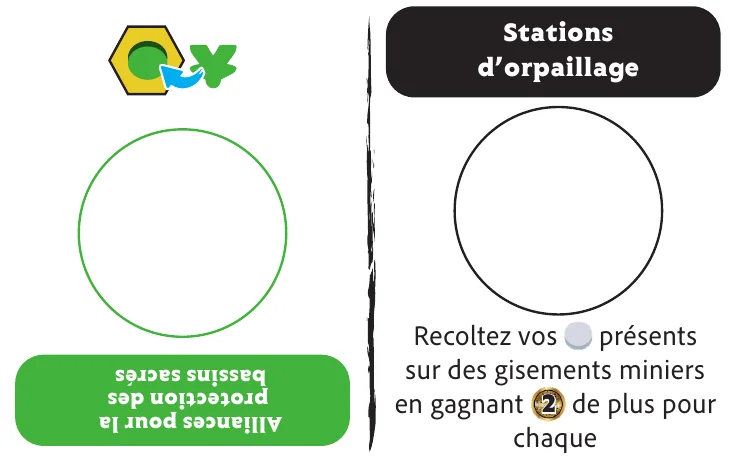 Stations
d'orpaillage
Recoltez vos présents
sur des gisements miniers
en gagnant 2 de plus pour
chaque
Alliances pour la
protection des
bassins sacrés